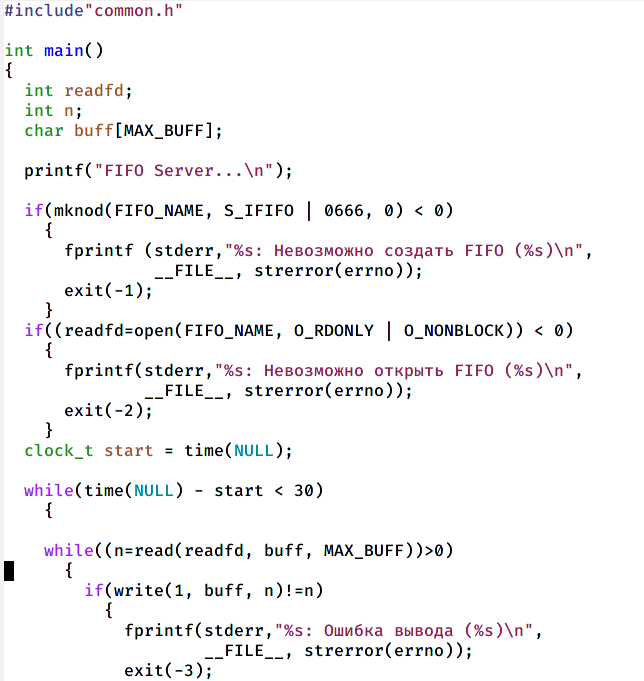 #include"common.h"
int main()
{
int readfd;
int n;
char buff[MAX_BUFF];
printf("FIFO Server...\n");
if(mknod(FIFO_NAME, S_IFIFO | 0666, 0) < 0)
{
fprintf (stderr,"%s: Невозможно создать FIFO (%s)\n",
__FILE__, strerror(errno));
exit(-1);
}
if((readfd=open(FIFO_NAME, O_RDONLY | O_NONBLOCK)) < 0)
{
fprintf(stderr,"%s: Невозможно открыть FIFO (%s)\n",
__FILE__, strerror(errno));
exit(-2);
}
clock_t start = time(NULL);
while(time(NULL) - start < 30)
{
while((n=read(readfd, buff, MAX_BUFF))>0)
{
if(write(1, buff, n)!=n)
{
fprintf(stderr,"%s: Ошибка вывода (%s)\n",
__FILE__, strerror(errno));
exit(-3);